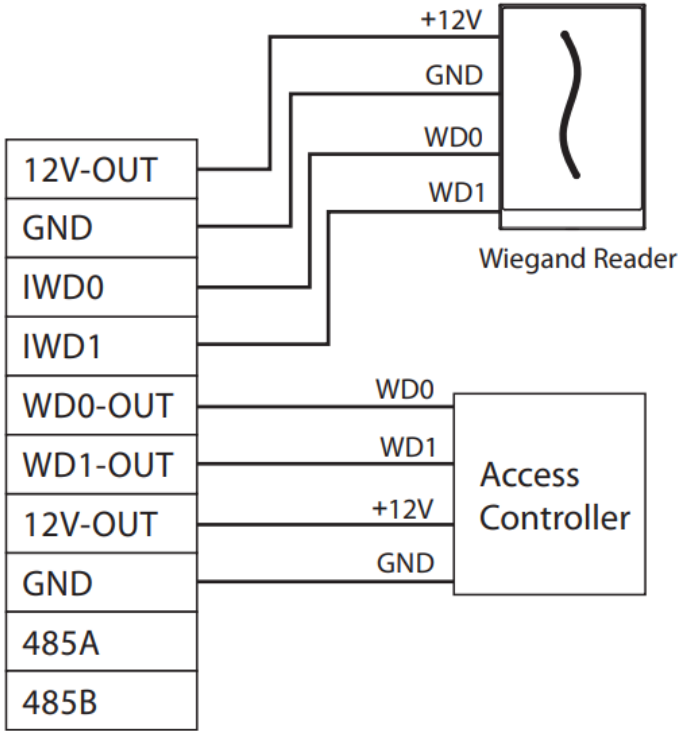 +12V
GND
WD0
WD1
Wiegand Reader
12V-OUT
GND
IWD0
IWD1
WD0-OUT
WD1-OUT
12V-OUT
GND
485A
485B
WD0
WD1
+12V
GND
Access
Controller